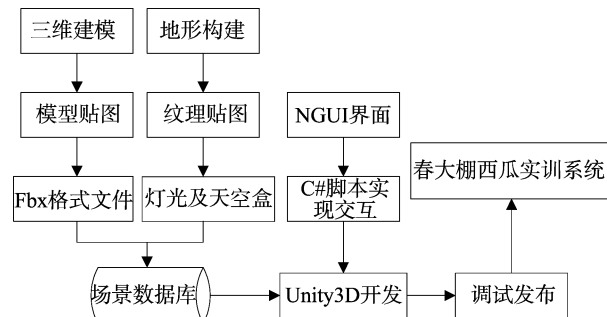 三维建模
地形构建
模型贴图
纹理贴图
NGUI界面
春大棚西瓜实训系统
Fbx格式文件
灯光及天空盒
C#脚本实
现交互
场景数据库
Unity3D开发
调试发布